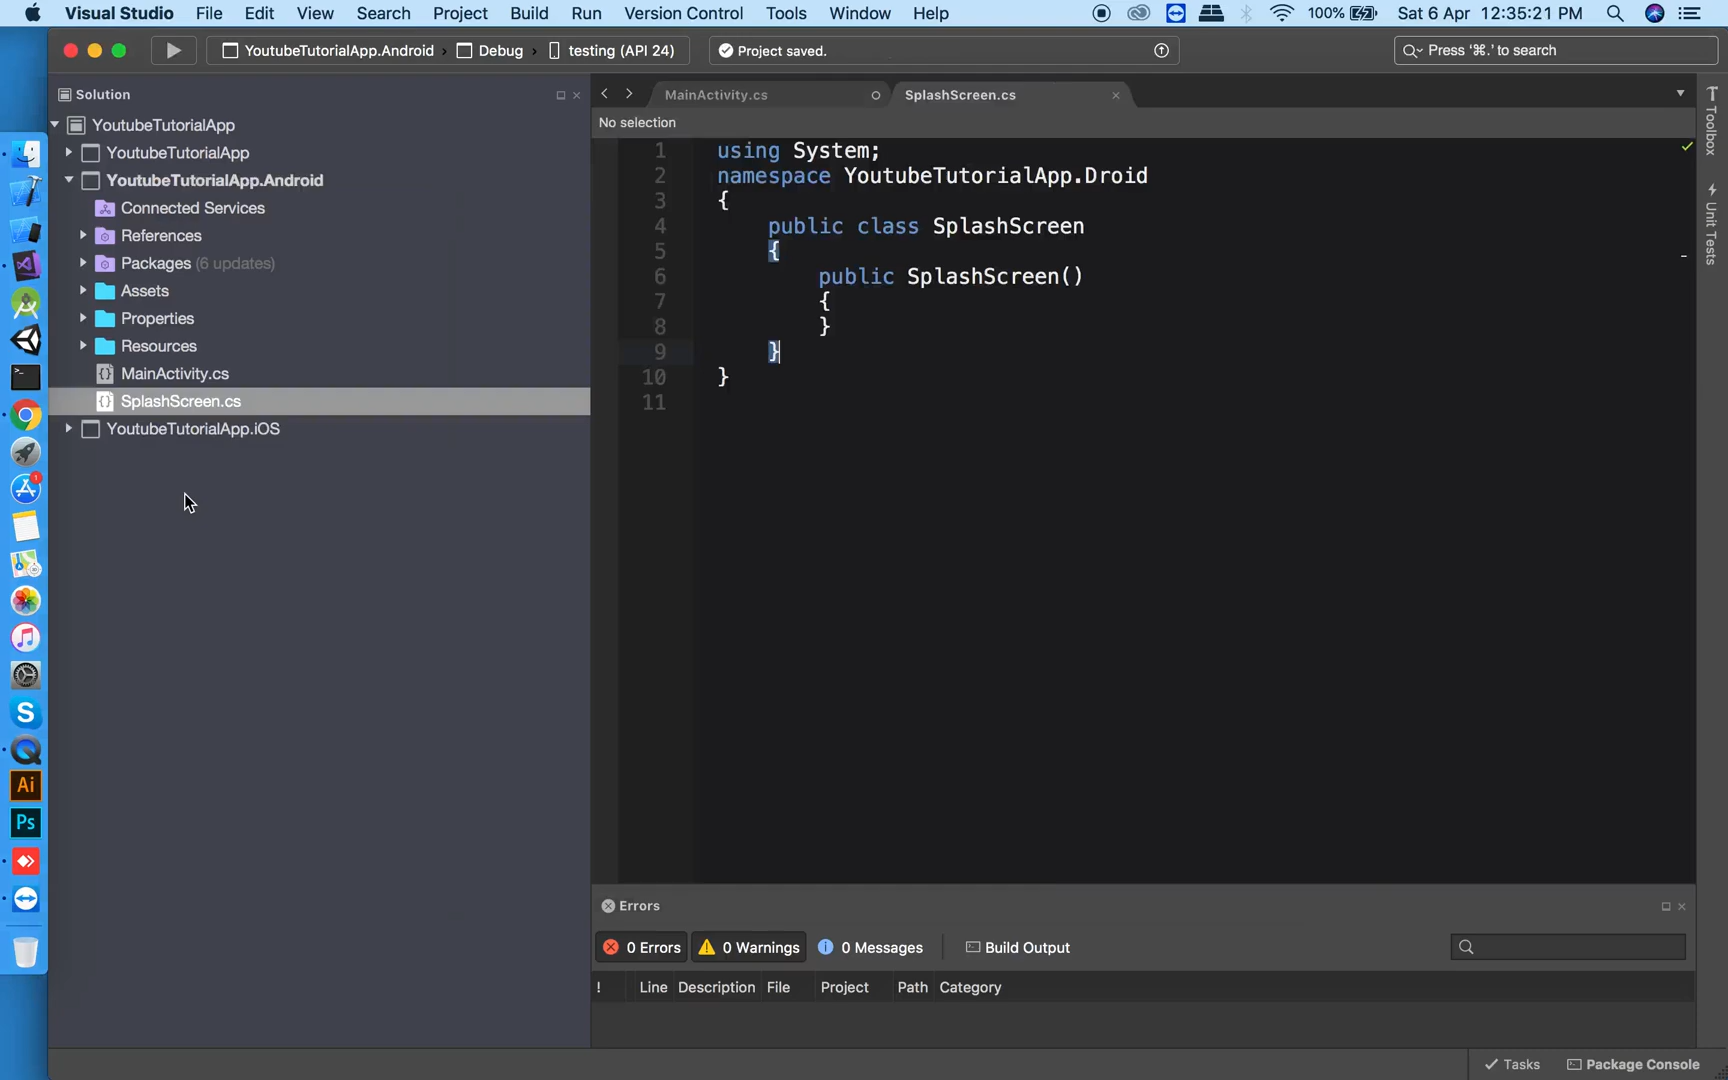 Visual Studio File Edit View Search Project Build Run Version Control Tools Window Help 100% Sat 6 Apr 12:35:21 PM
YoutubeTutorialApp.Android Debug testing (API 24) Project saved. Press '⌘.' to search
Solution
YoutubeTutorialApp
YoutubeTutorialApp
YoutubeTutorialApp.Android
Connected Services
References
Packages (6 updates)
Assets
Properties
Resources
MainActivity.cs
SplashScreen.cs
YoutubeTutorialApp.iOS
MainActivity.cs SplashScreen.cs
No selection
1 using System;
2 namespace YoutubeTutorialApp.Droid
3 {
4 public class SplashScreen
5 {
6 public SplashScreen()
7 {
8 }
9 }
10 }
11
Toolbox
Unit Tests
1
S
Ai
Ps
Errors
0 Errors 0 Warnings 0 Messages Build Output
! Line Description File Project Path Category
Tasks Package Console